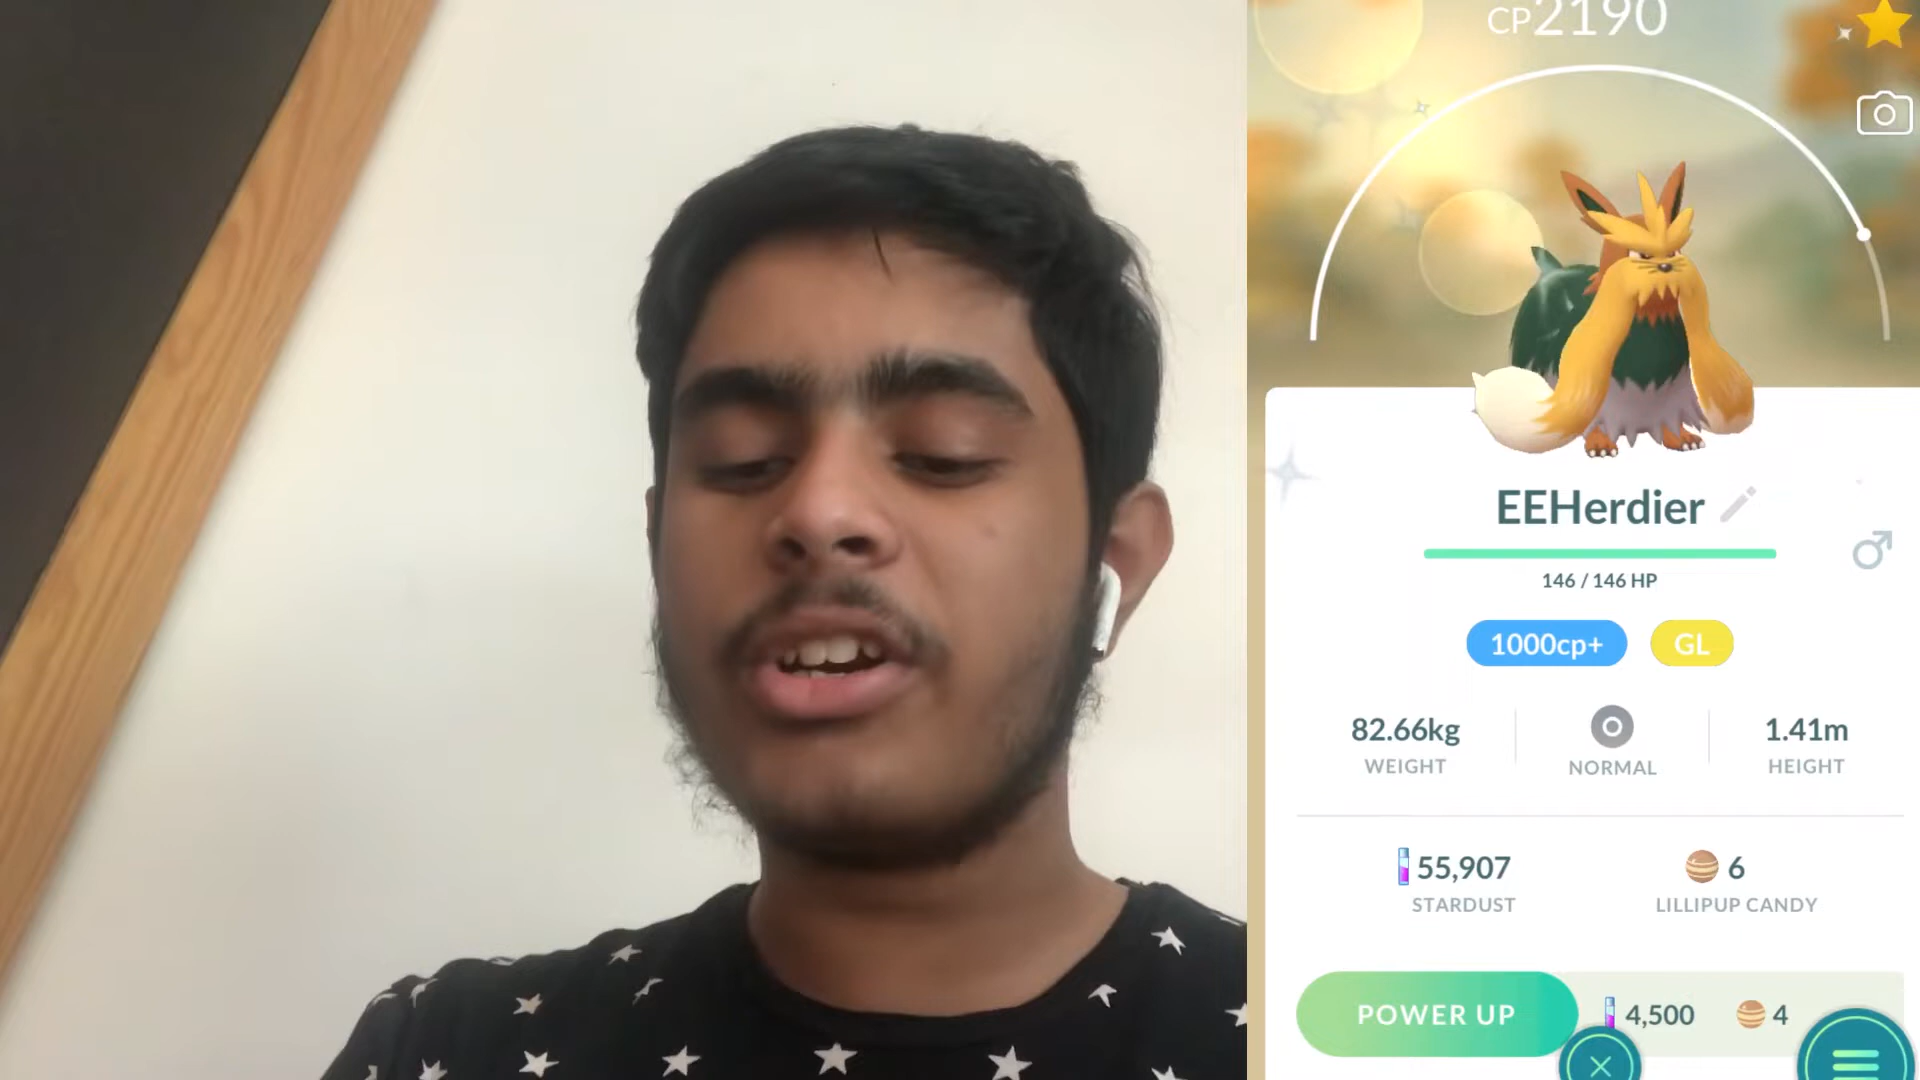 CP2190
EEHerdier
146 / 146 HP
1000cp+ GL
82.66kg NORMAL 1.41m
WEIGHT HEIGHT
55,907 6
STARDUST LILLIPUP CANDY
POWER UP 4,500 4